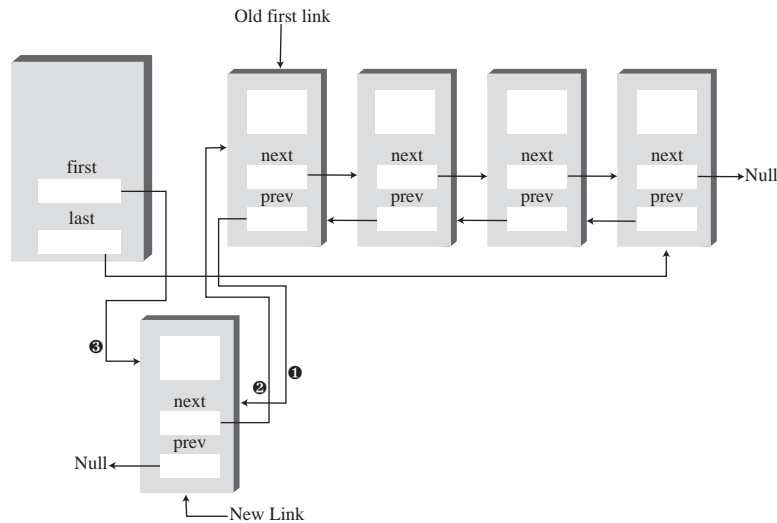 Old first link
first
last
next
prev
next
prev
next
prev
next
prev
Null
❸
❷
❶
next
prev
Null
New Link